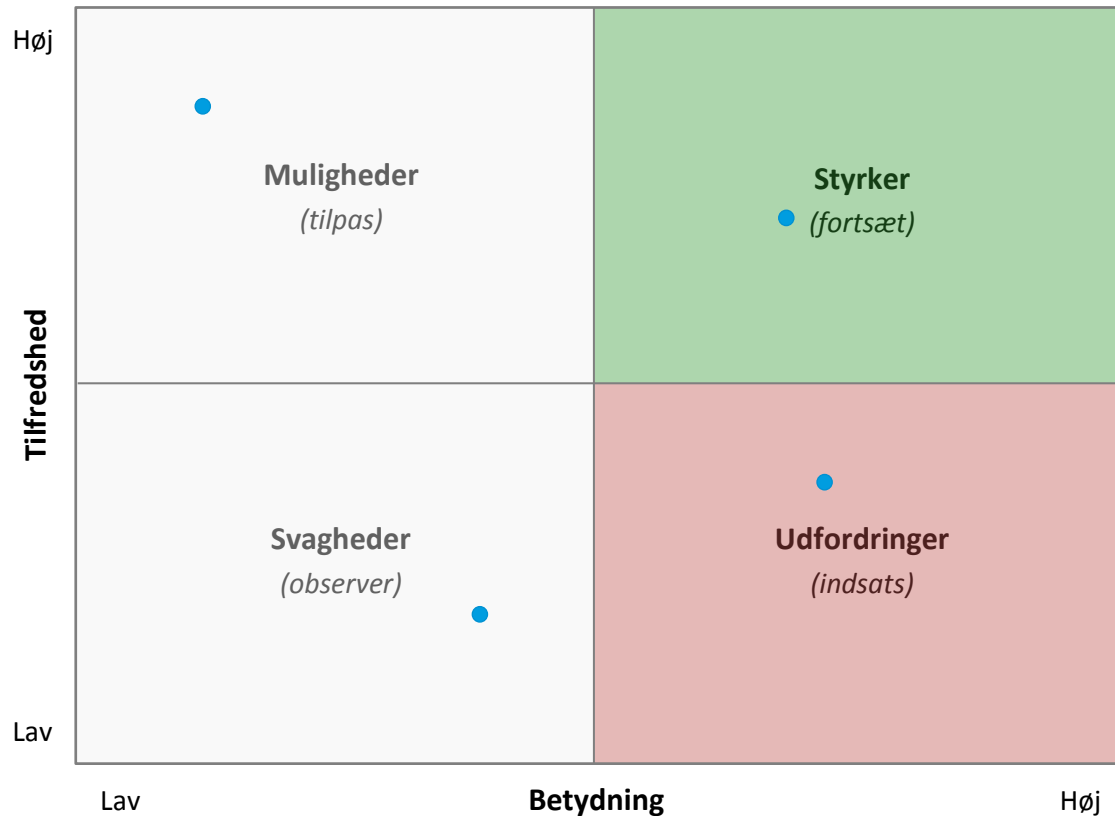 Høj
Muligheder
(tilpas)
Styrker
(fortsæt)
Tilfredshed
Svagheder
(observer)
Udfordringer
(indsats)
Lav
Lav
Betydning
Høj